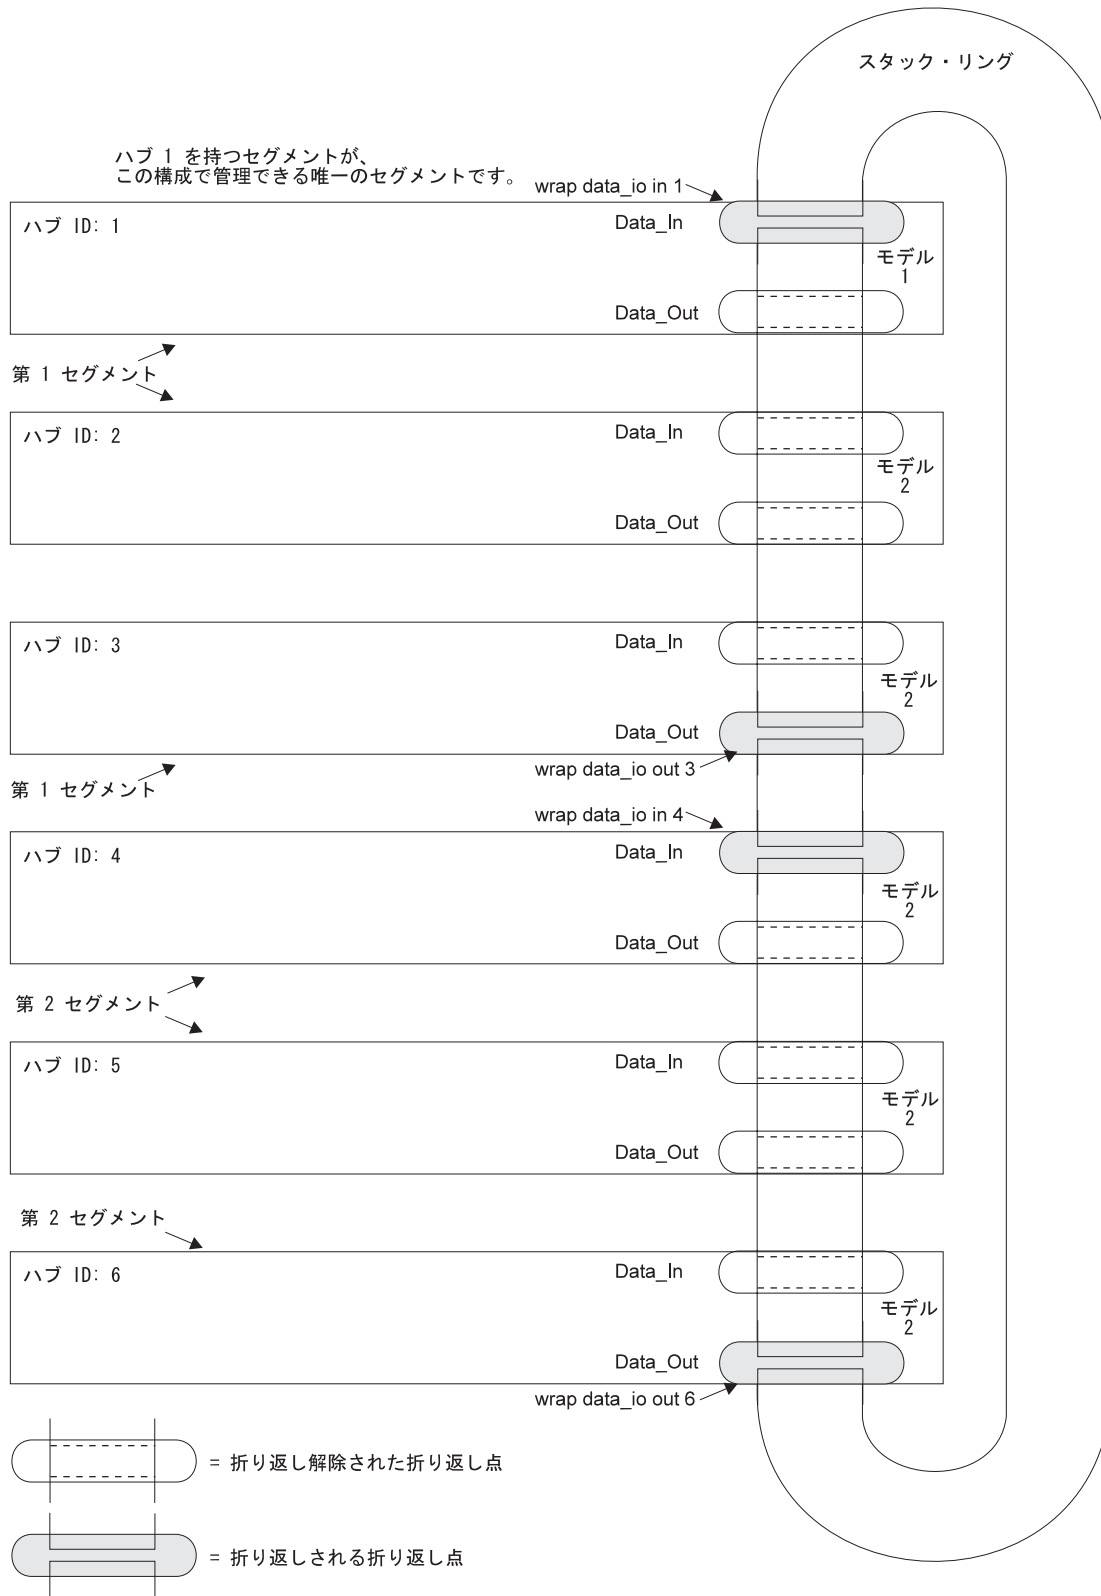 スタック・リング
ハブ 1 を持つセグメントが、
この構成で管理できる唯一のセグメントです。
wrap data_io in 1
ハブ ID: 1
Data_In
モデル
1
Data_Out
第 1 セグメント
ハブ ID: 2
Data_In
モデル
2
Data_Out
ハブ ID: 3
Data_In
モデル
2
Data_Out
wrap data_io out 3
第 1 セグメント
wrap data_io in 4
ハブ ID: 4
Data_In
モデル
2
Data_Out
第 2 セグメント
ハブ ID: 5
Data_In
モデル
2
Data_Out
第 2 セグメント
ハブ ID: 6
Data_In
モデル
2
Data_Out
wrap data_io out 6
= 折り返し解除された折り返し点
= 折り返しされる折り返し点